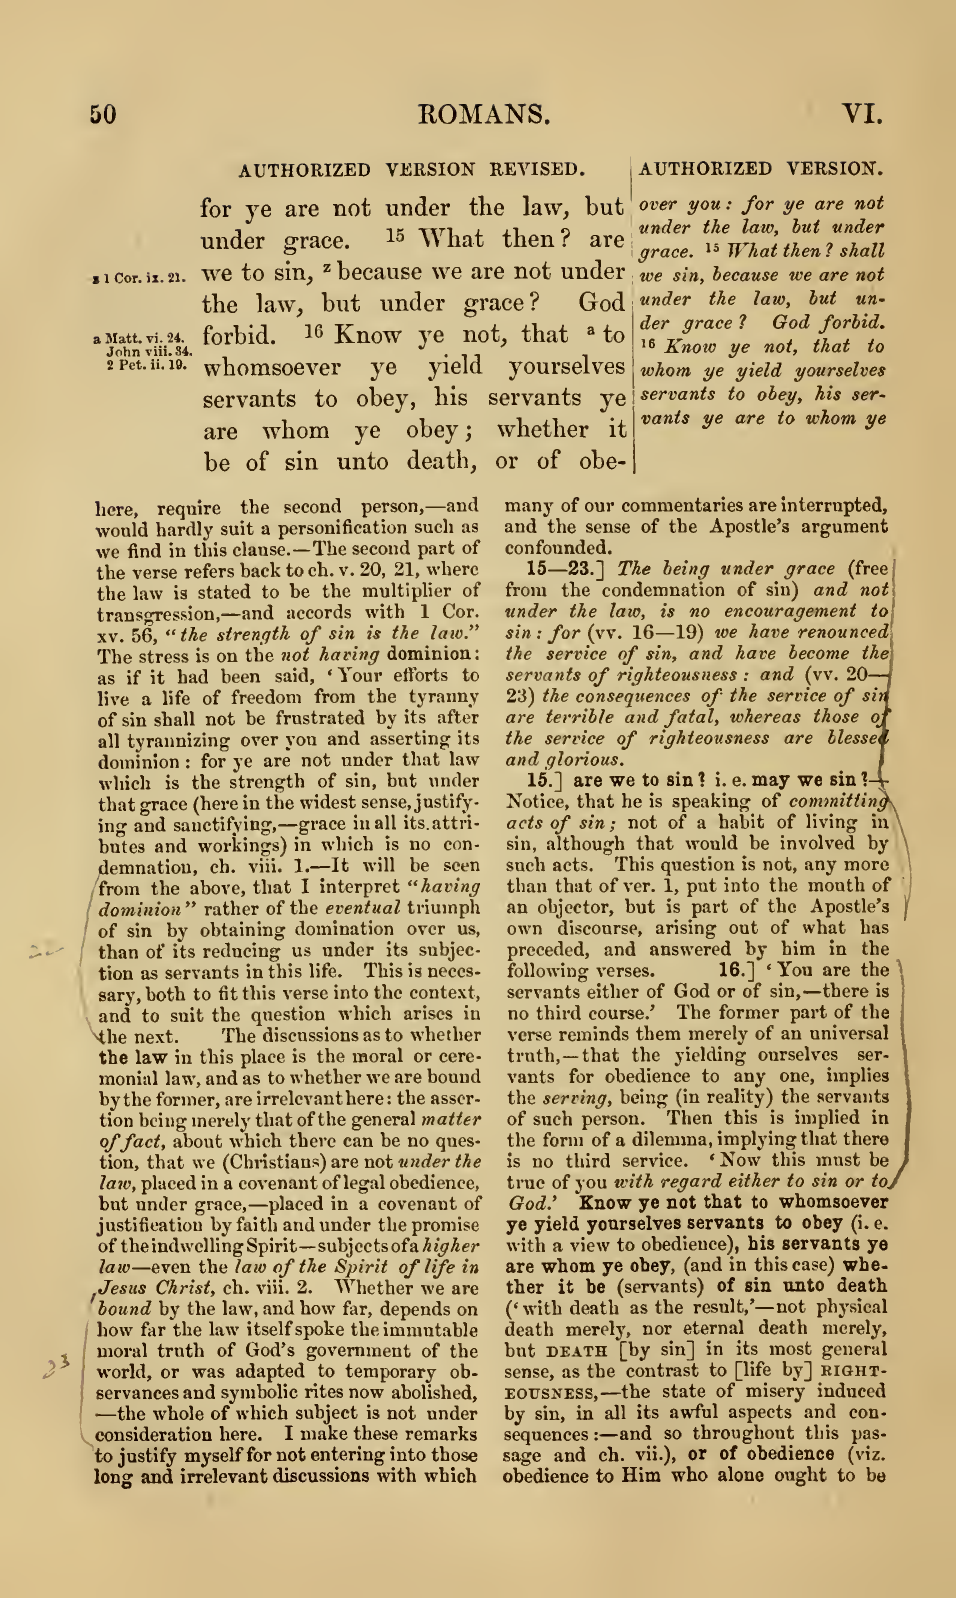 50
ROMANS.
VI.
AUTHORIZED VERSION REVISED.
for ye are not under the law, but
under grace. 15 What then? are
z 1 Cor. ix. 21.
we to sin, z because we are not under
the law, but under grace? God
a Matt. vi. 24.
John viii. 34.
2 Pet. ii. 19.
forbid. 16 Know ye not, that a to
whomsoever ye yield yourselves
servants to obey, his servants ye
are whom ye obey; whether it
be of sin unto death, or of obe-
AUTHORIZED VERSION.
over you: for ye are not
under the law, but under
grace. 15 What then? shall
we sin, because we are not
under the law, but un-
der grace? God forbid.
16 Know ye not, that to
whom ye yield yourselves
servants to obey, his ser-
vants ye are to whom ye
here, require the second person,—and
would hardly suit a personification such as
we find in this clause.—The second part of
the verse refers back to ch. v. 20, 21, where
the law is stated to be the multiplier of
transgression,—and accords with 1 Cor.
xv. 56, "the strength of sin is the law."
The stress is on the not having dominion:
as if it had been said, 'Your efforts to
live a life of freedom from the tyranny
of sin shall not be frustrated by its after
all tyrannizing over you and asserting its
dominion: for ye are not under that law
which is the strength of sin, but under
that grace (here in the widest sense, justify-
ing and sanctifying,—grace in all its attri-
butes and workings) in which is no con-
demnation, ch. viii. 1.—It will be seen
from the above, that I interpret "having
dominion" rather of the eventual triumph
of sin by obtaining domination over us,
than of its reducing us under its subjec-
tion as servants in this life. This is neces-
sary, both to fit this verse into the context,
and to suit the question which arises in
the next. The discussions as to whether
the law in this place is the moral or cere-
monial law, and as to whether we are bound
by the former, are irrelevant here: the asser-
tion being merely that of the general matter
of fact, about which there can be no ques-
tion, that we (Christians) are not under the
law, placed in a covenant of legal obedience,
but under grace,—placed in a covenant of
justification by faith and under the promise
of the indwelling Spirit—subjects of a higher
law—even the law of the Spirit of life in
Jesus Christ, ch. viii. 2. Whether we are
bound by the law, and how far, depends on
how far the law itself spoke the immutable
moral truth of God's government of the
world, or was adapted to temporary ob-
servances and symbolic rites now abolished,
—the whole of which subject is not under
consideration here. I make these remarks
to justify myself for not entering into those
long and irrelevant discussions with which
many of our commentaries are interrupted,
and the sense of the Apostle's argument
confounded.
15—23.] The being under grace (free
from the condemnation of sin) and not
under the law, is no encouragement to
sin: for (vv. 16—19) we have renounced
the service of sin, and have become the
servants of righteousness: and (vv. 20—
23) the consequences of the service of sin
are terrible and fatal, whereas those of
the service of righteousness are blessed
and glorious.
15.] are we to sin? i. e. may we sin?—
Notice, that he is speaking of committing
acts of sin; not of a habit of living in
sin, although that would be involved by
such acts. This question is not, any more
than that of ver. 1, put into the mouth of
an objector, but is part of the Apostle's
own discourse, arising out of what has
preceded, and answered by him in the
following verses. 16.] 'You are the
servants either of God or of sin,—there is
no third course.' The former part of the
verse reminds them merely of an universal
truth,—that the yielding ourselves ser-
vants for obedience to any one, implies
the serving, being (in reality) the servants
of such person. Then this is implied in
the form of a dilemma, implying that there
is no third service. 'Now this must be
true of you with regard either to sin or to
God.' Know ye not that to whomsoever
ye yield yourselves servants to obey (i. e.
with a view to obedience), his servants ye
are whom ye obey, (and in this case) whe-
ther it be (servants) of sin unto death
('with death as the result,'—not physical
death merely, nor eternal death merely,
but DEATH [by sin] in its most general
sense, as the contrast to [life by] RIGHT-
EOUSNESS,—the state of misery induced
by sin, in all its awful aspects and con-
sequences:—and so throughout this pas-
sage and ch. vii.), or of obedience (viz.
obedience to Him who alone ought to be